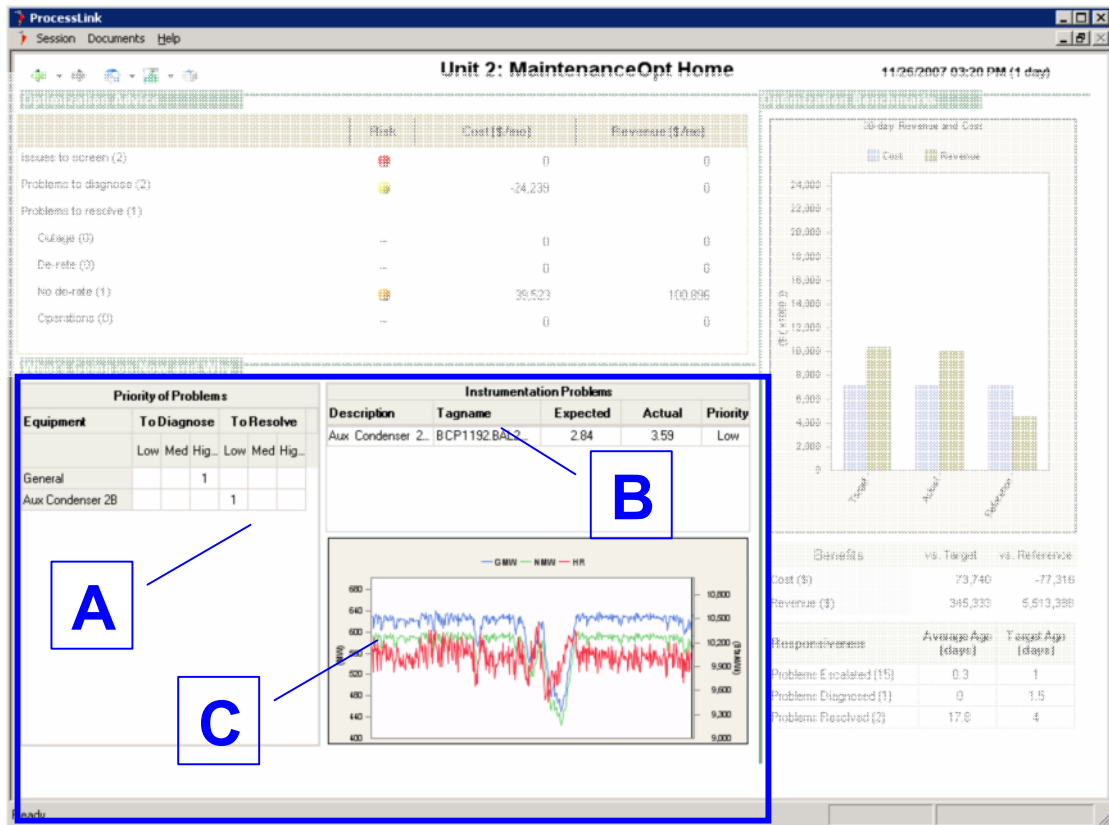 ProcessLink
Session Documents Help
Unit 2: MaintenanceOpt Home
11/26/2007 03:20 PM (1 day)
Risk Cost ($/mo) Revenue ($/mo)
Issues to screen (2) 0 0
Problems to diagnose (2) -24,239 0
Problems to resolve (1)
Outage (0) -- 0 0
De-rate (0) -- 0 0
No de-rate (1) 39,523 100,896
Operations (0) -- 0 0
Priority of Problems
Equipment To Diagnose To Resolve
Low Med Hig... Low Med Hig...
General 1
Aux Condenser 2B 1
A
Instrumentation Problems
Description Tagname Expected Actual Priority
Aux Condenser 2... BCP1192.BAL2... 2.84 3.59 Low
B
GMW NMW HR
680
640
600
560
520
480
440
400
(MW)
10,800
10,500
10,200
9,900
9,600
9,300
9,000
C
30-day Revenue and Cost
Cost Revenue
24,000
22,000
20,000
18,000
16,000
14,000
12,000
10,000
8,000
6,000
4,000
2,000
0
($ ( x1000 ))
Target Actual Reference
Benefits vs. Target vs. Reference
Cost ($) 73,740 -77,316
Revenue ($) 345,333 5,513,388
Responsiveness Average Age (days) Target Age (days)
Problems Escalated (15) 0.3 1
Problems Diagnosed (1) 0 1.5
Problems Resolved (2) 17.8 4
Ready